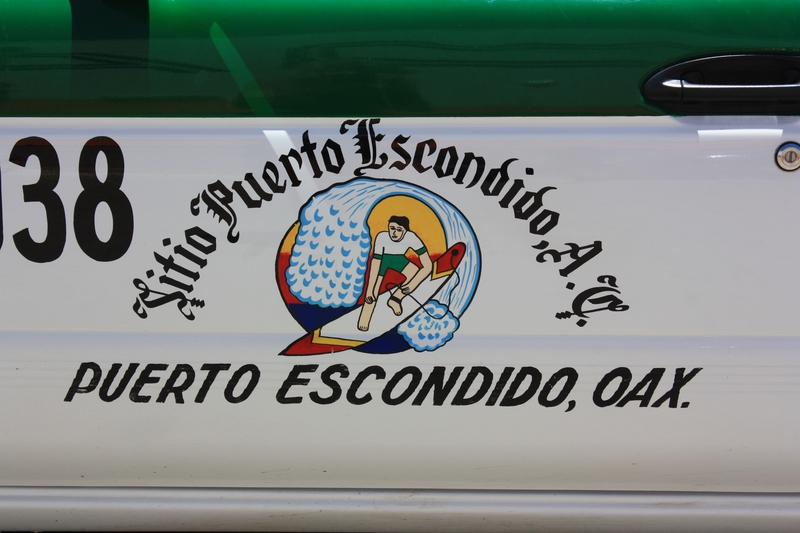 Sitio Puerto Escondido, A.C.
038
PUERTO ESCONDIDO, OAX.